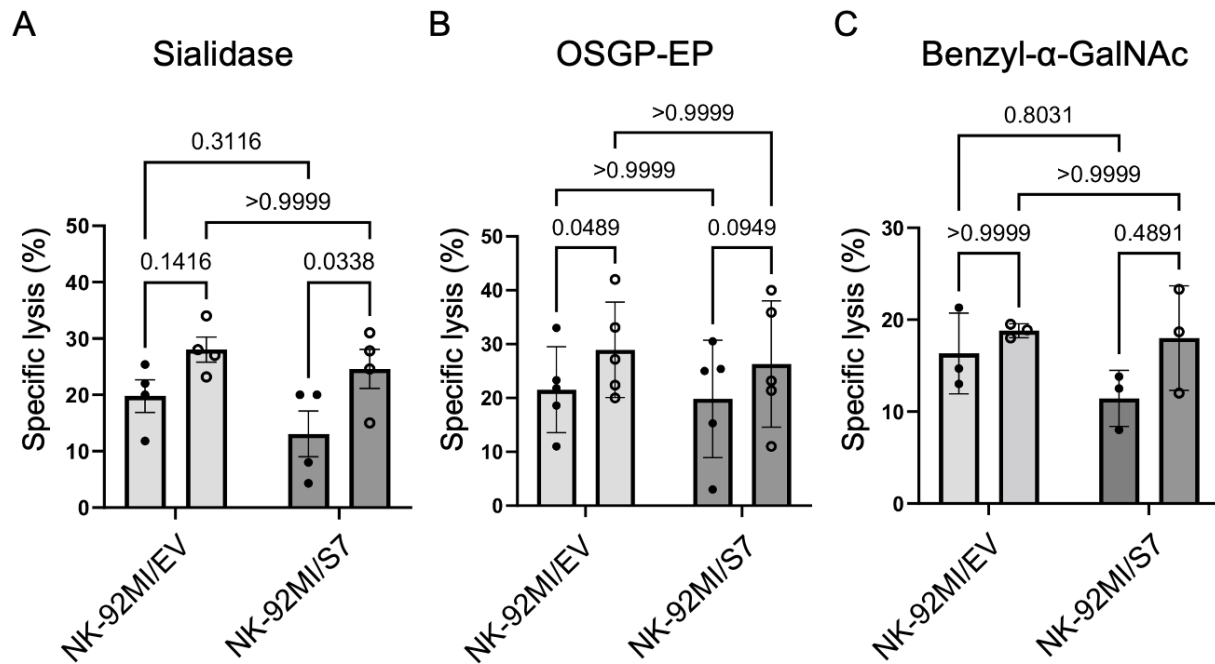 A
Sialidase
0.3116
>0.9999
0.1416
0.0338
Specific lysis (%)
50
40
30
20
10
0
NK-92MI/EV
NK-92MI/S7
B
OSGP-EP
>0.9999
>0.9999
0.0489
0.0949
Specific lysis (%)
50
40
30
20
10
0
NK-92MI/EV
NK-92MI/S7
C
Benzyl-α-GalNAc
0.8031
>0.9999
>0.9999
0.4891
Specific lysis (%)
30
20
10
0
NK-92MI/EV
NK-92MI/S7